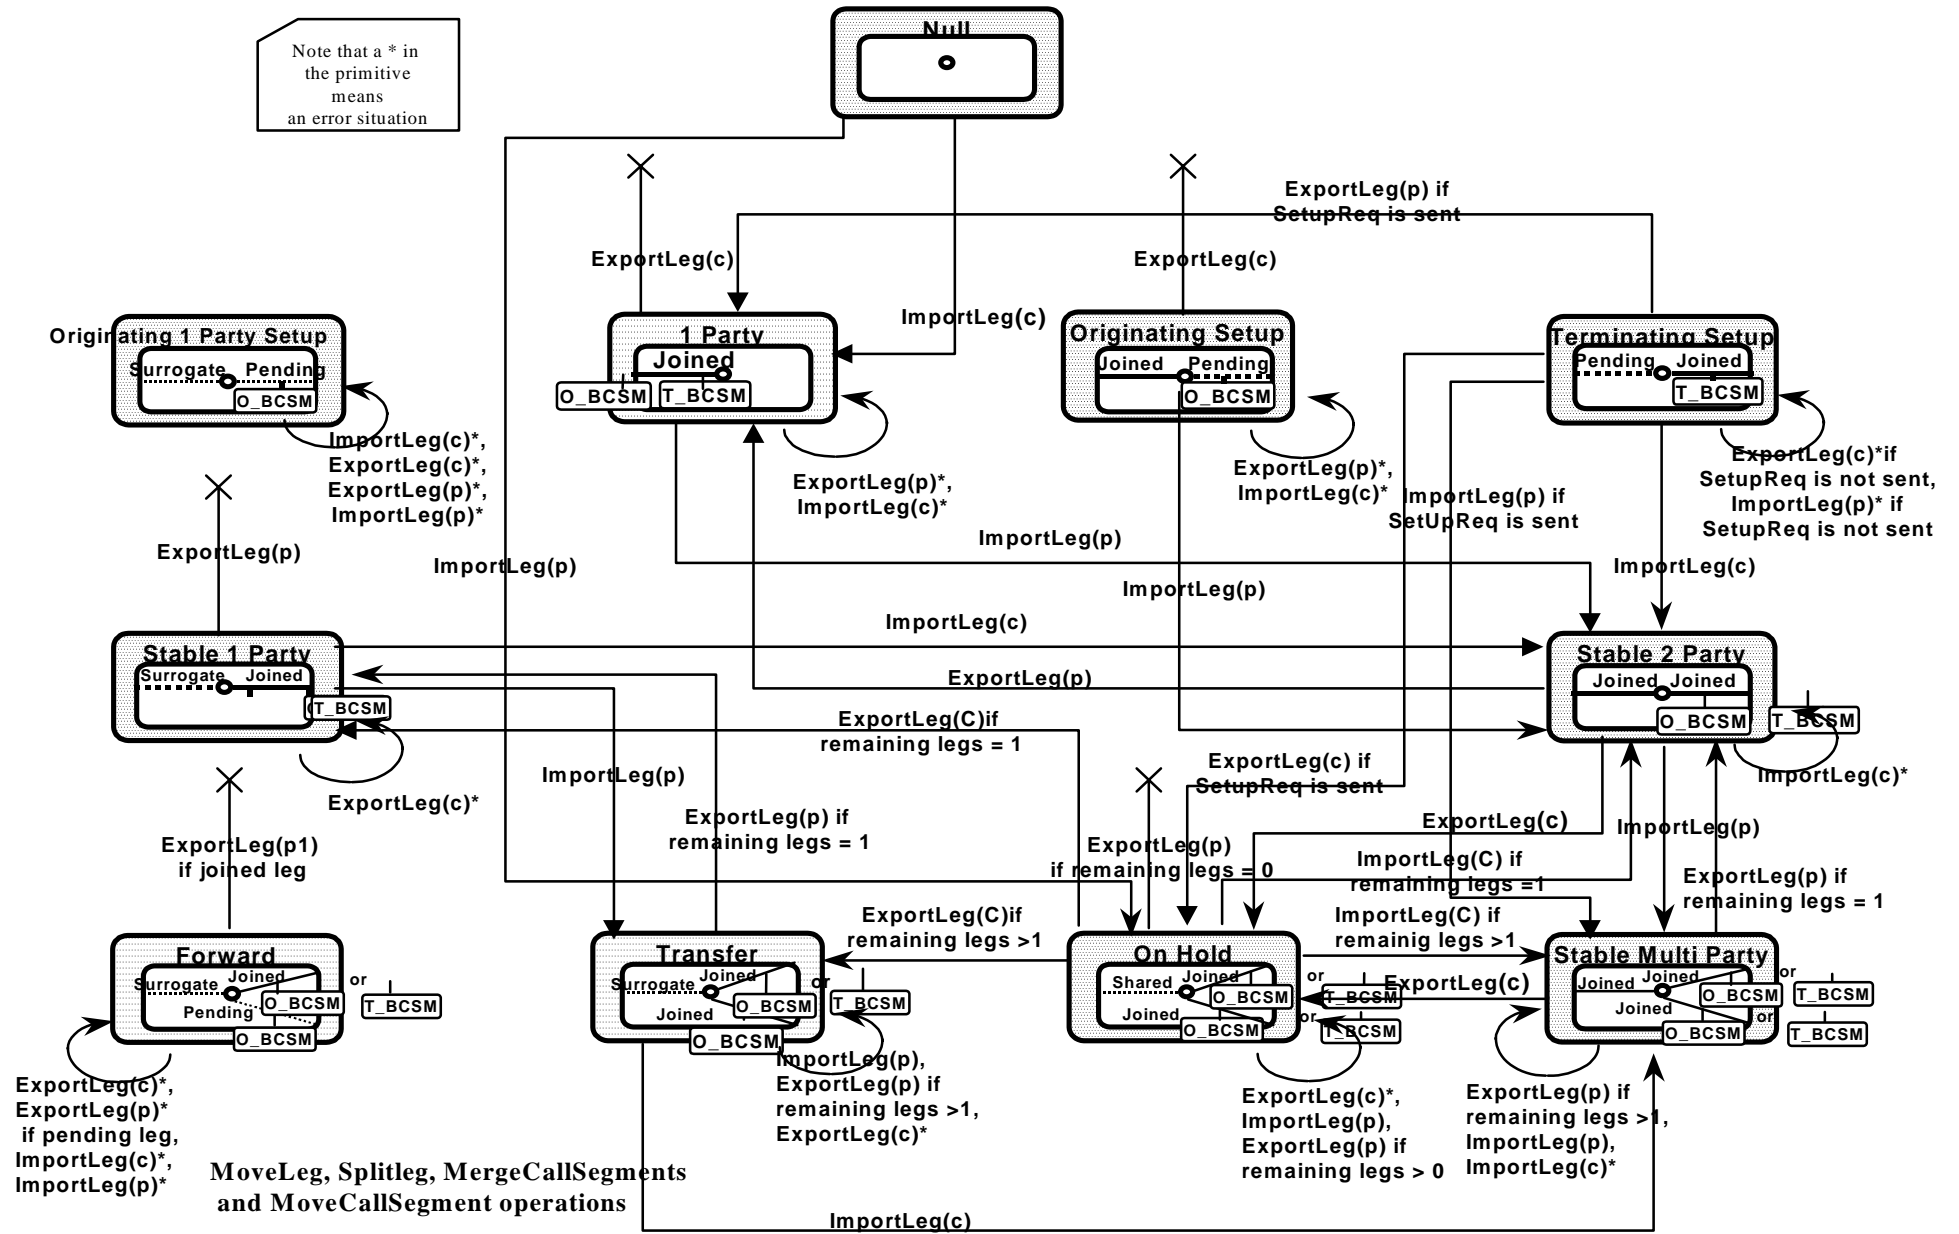 Null
Note that a * in
the primitive
means
an error situation
ExportLeg(p) if
SetupReq is sent
ExportLeg(c)
ExportLeg(c)
ImportLeg(c)
Originating 1 Party Setup
Surrogate Pending
O_BCSM
1 Party
Joined
O_BCSM T_BCSM
Originating Setup
Joined Pending
O_BCSM
Terminating Setup
Pending Joined
T_BCSM
ImportLeg(c)*,
ExportLeg(c)*,
ExportLeg(p)*,
ImportLeg(p)*
ExportLeg(p)*,
ImportLeg(c)*
ExportLeg(p)*,
ImportLeg(c)*
ImportLeg(p) if
SetUpReq is sent
ExportLeg(c)*if
SetupReq is not sent,
ImportLeg(p)* if
SetupReq is not sent
ExportLeg(p)
ImportLeg(p)
ImportLeg(p)
ImportLeg(p)
ImportLeg(c)
ImportLeg(c)
Stable 1 Party
Surrogate Joined
T_BCSM
Stable 2 Party
Joined Joined
O_BCSM T_BCSM
ExportLeg(p)
ExportLeg(C)if
remaining legs = 1
ExportLeg(c)*
ImportLeg(p)
ExportLeg(c) if
SetupReq is sent
ImportLeg(c)*
ExportLeg(p1)
if joined leg
ExportLeg(p) if
remaining legs = 1
ExportLeg(p)
if remaining legs = 0
ExportLeg(c)
ImportLeg(p)
ImportLeg(C) if
remaining legs =1
ExportLeg(p) if
remaining legs = 1
ExportLeg(C)if
remaining legs >1
ImportLeg(C) if
remainig legs >1
ExportLeg(c)
Forward
Surrogate Joined or
O_BCSM T_BCSM
Pending
O_BCSM
Transfer
Surrogate Joined or
O_BCSM T_BCSM
Joined
O_BCSM
On Hold
Shared Joined or
O_BCSM T_BCSM
Joined or
O_BCSM T_BCSM
Stable Multi Party
Joined Joined or
O_BCSM T_BCSM
Joined or
O_BCSM T_BCSM
ExportLeg(c)*,
ExportLeg(p)*
if pending leg,
ImportLeg(c)*,
ImportLeg(p)*
ImportLeg(p),
ExportLeg(p) if
remaining legs >1,
ExportLeg(c)*
ExportLeg(c)*,
ImportLeg(p),
ExportLeg(p) if
remaining legs > 0
ExportLeg(p) if
remaining legs >1,
ImportLeg(p),
ImportLeg(c)*
MoveLeg, Splitleg, MergeCallSegments
and MoveCallSegment operations
ImportLeg(c)